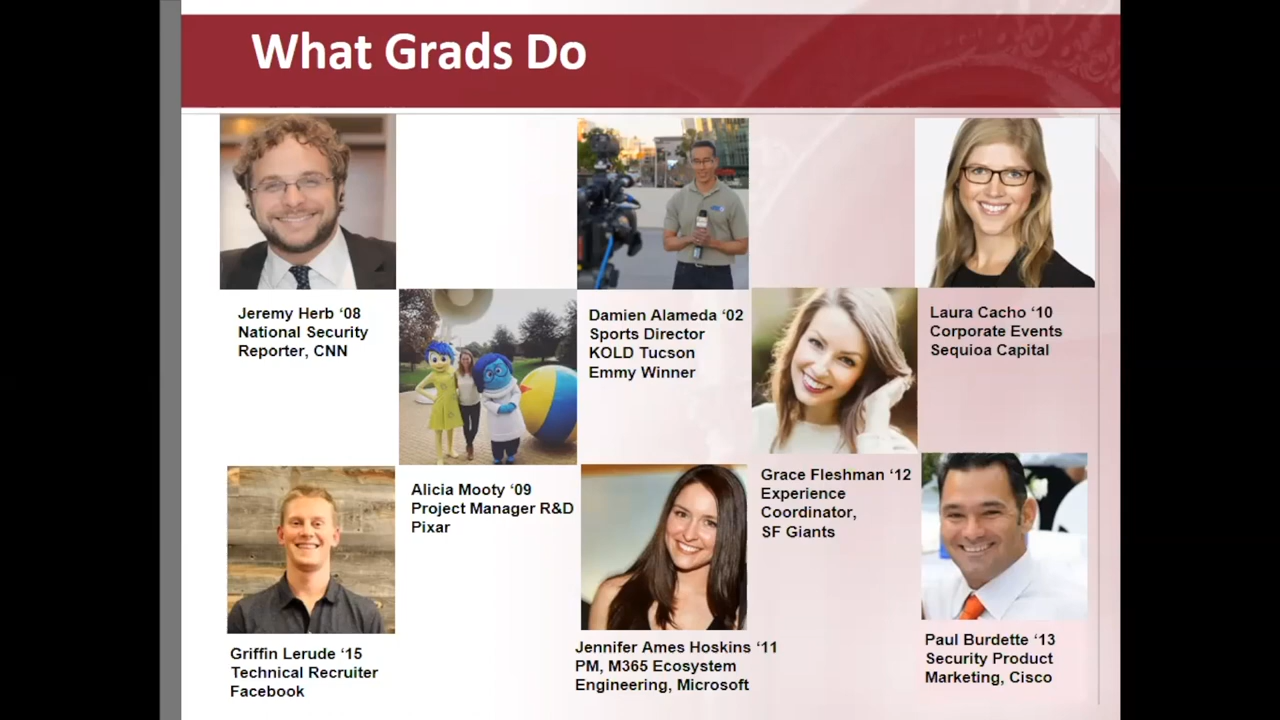 What Grads Do
Jeremy Herb ‘08
National Security
Reporter, CNN
Damien Alameda ‘02
Sports Director
KOLD Tucson
Emmy Winner
Laura Cacho ‘10
Corporate Events
Sequioa Capital
Alicia Mooty ‘09
Project Manager R&D
Pixar
Grace Fleshman ‘12
Experience
Coordinator,
SF Giants
Griffin Lerude ‘15
Technical Recruiter
Facebook
Jennifer Ames Hoskins ‘11
PM, M365 Ecosystem
Engineering, Microsoft
Paul Burdette ‘13
Security Product
Marketing, Cisco